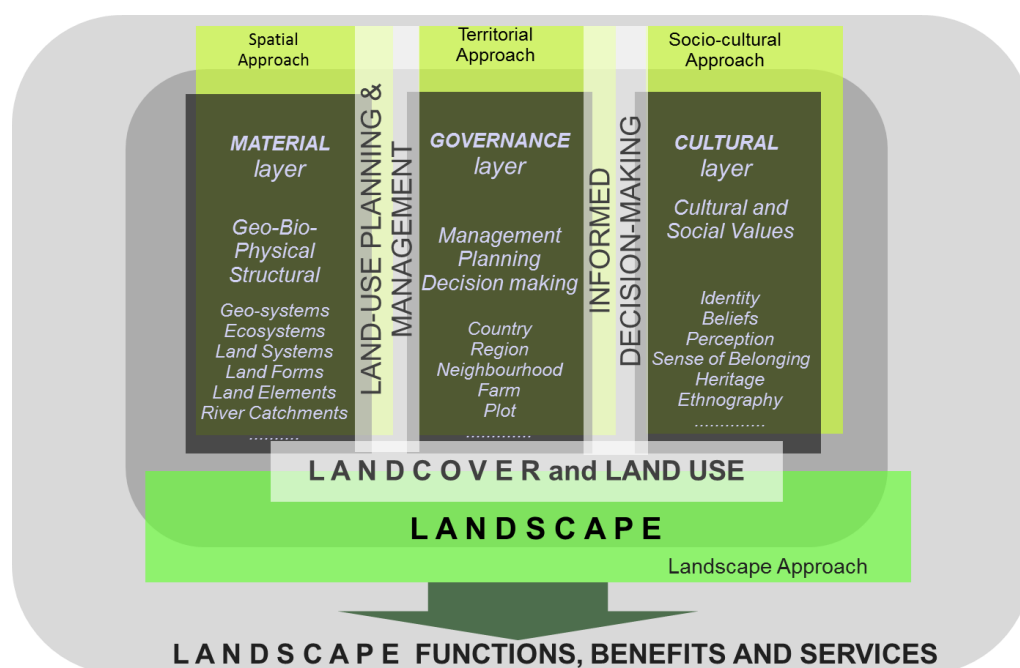 Spatial
Approach
MATERIAL
layer
Geo-Bio-
Physical
Structural
Geo-systems
Ecosystems
Land Systems
Land Forms
Land Elements
River Catchments
..........
LAND-USE PLANNING &
MANAGEMENT
Territorial
Approach
GOVERNANCE
layer
Management
Planning
Decision making
Country
Region
Neighbourhood
Farm
Plot
..............
INFORMED
DECISION-MAKING
Socio-cultural
Approach
CULTURAL
layer
Cultural and
Social Values
Identity
Beliefs
Perception
Sense of Belonging
Heritage
Ethnography
..............
L A N D C O V E R and LAND USE
L A N D S C A P E
Landscape Approach
L A N D S C A P E FUNCTIONS, BENEFITS AND SERVICES